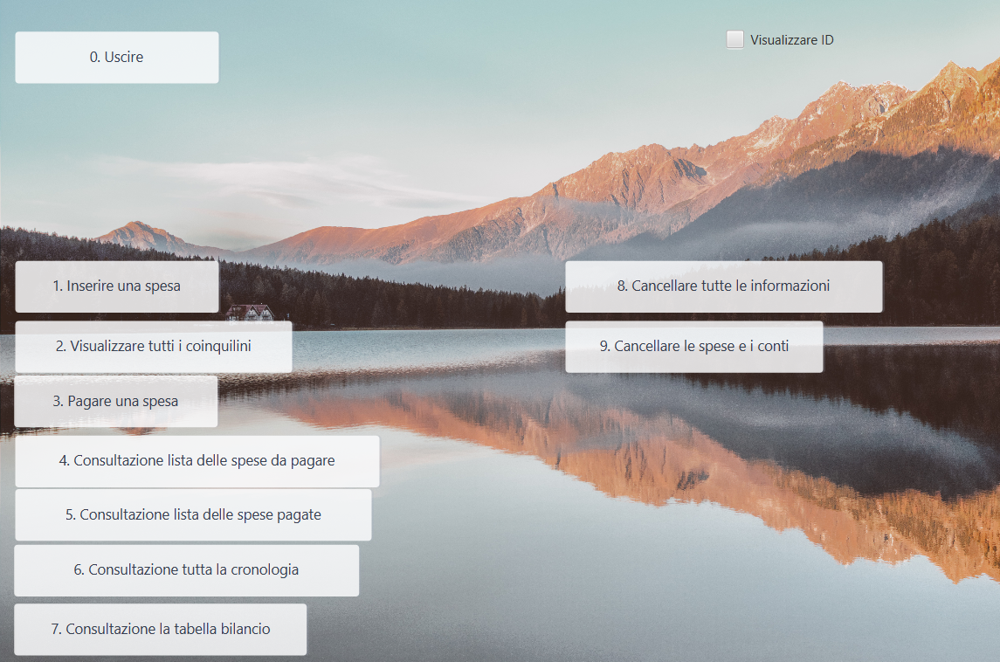 0. Uscire
Visualizzare ID
1. Inserire una spesa
8. Cancellare tutte le informazioni
2. Visualizzare tutti i coinquilini
9. Cancellare le spese e i conti
3. Pagare una spesa
4. Consultazione lista delle spese da pagare
5. Consultazione lista delle spese pagate
6. Consultazione tutta la cronologia
7. Consultazione la tabella bilancio